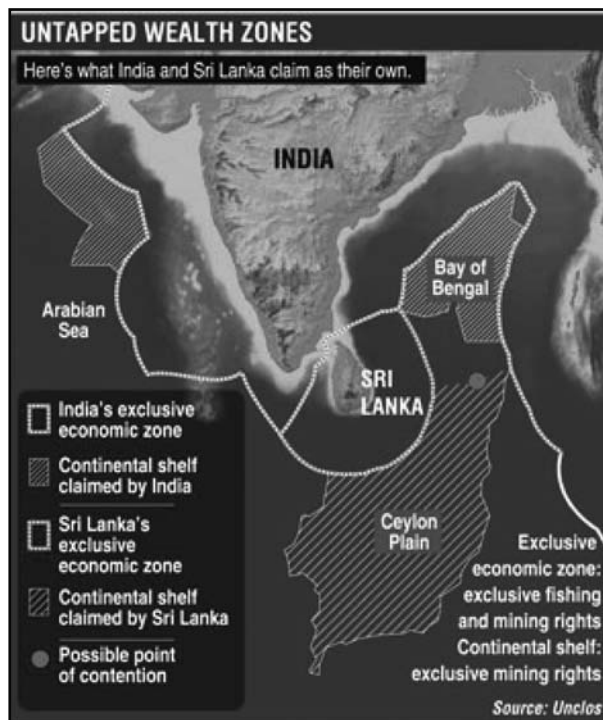 UNTAPPED WEALTH ZONES
Here's what India and Sri Lanka claim as their own.
INDIA
Bay of
Bengal
Arabian
Sea
SRI
LANKA
Ceylon
Plain
India's exclusive
economic zone
Continental shelf
claimed by India
Sri Lanka's
exclusive
economic zone
Continental shelf
claimed by Sri Lanka
Possible point
of contention
Exclusive
economic zone:
exclusive fishing
and mining rights
Continental shelf:
exclusive mining rights
Source: Unclos